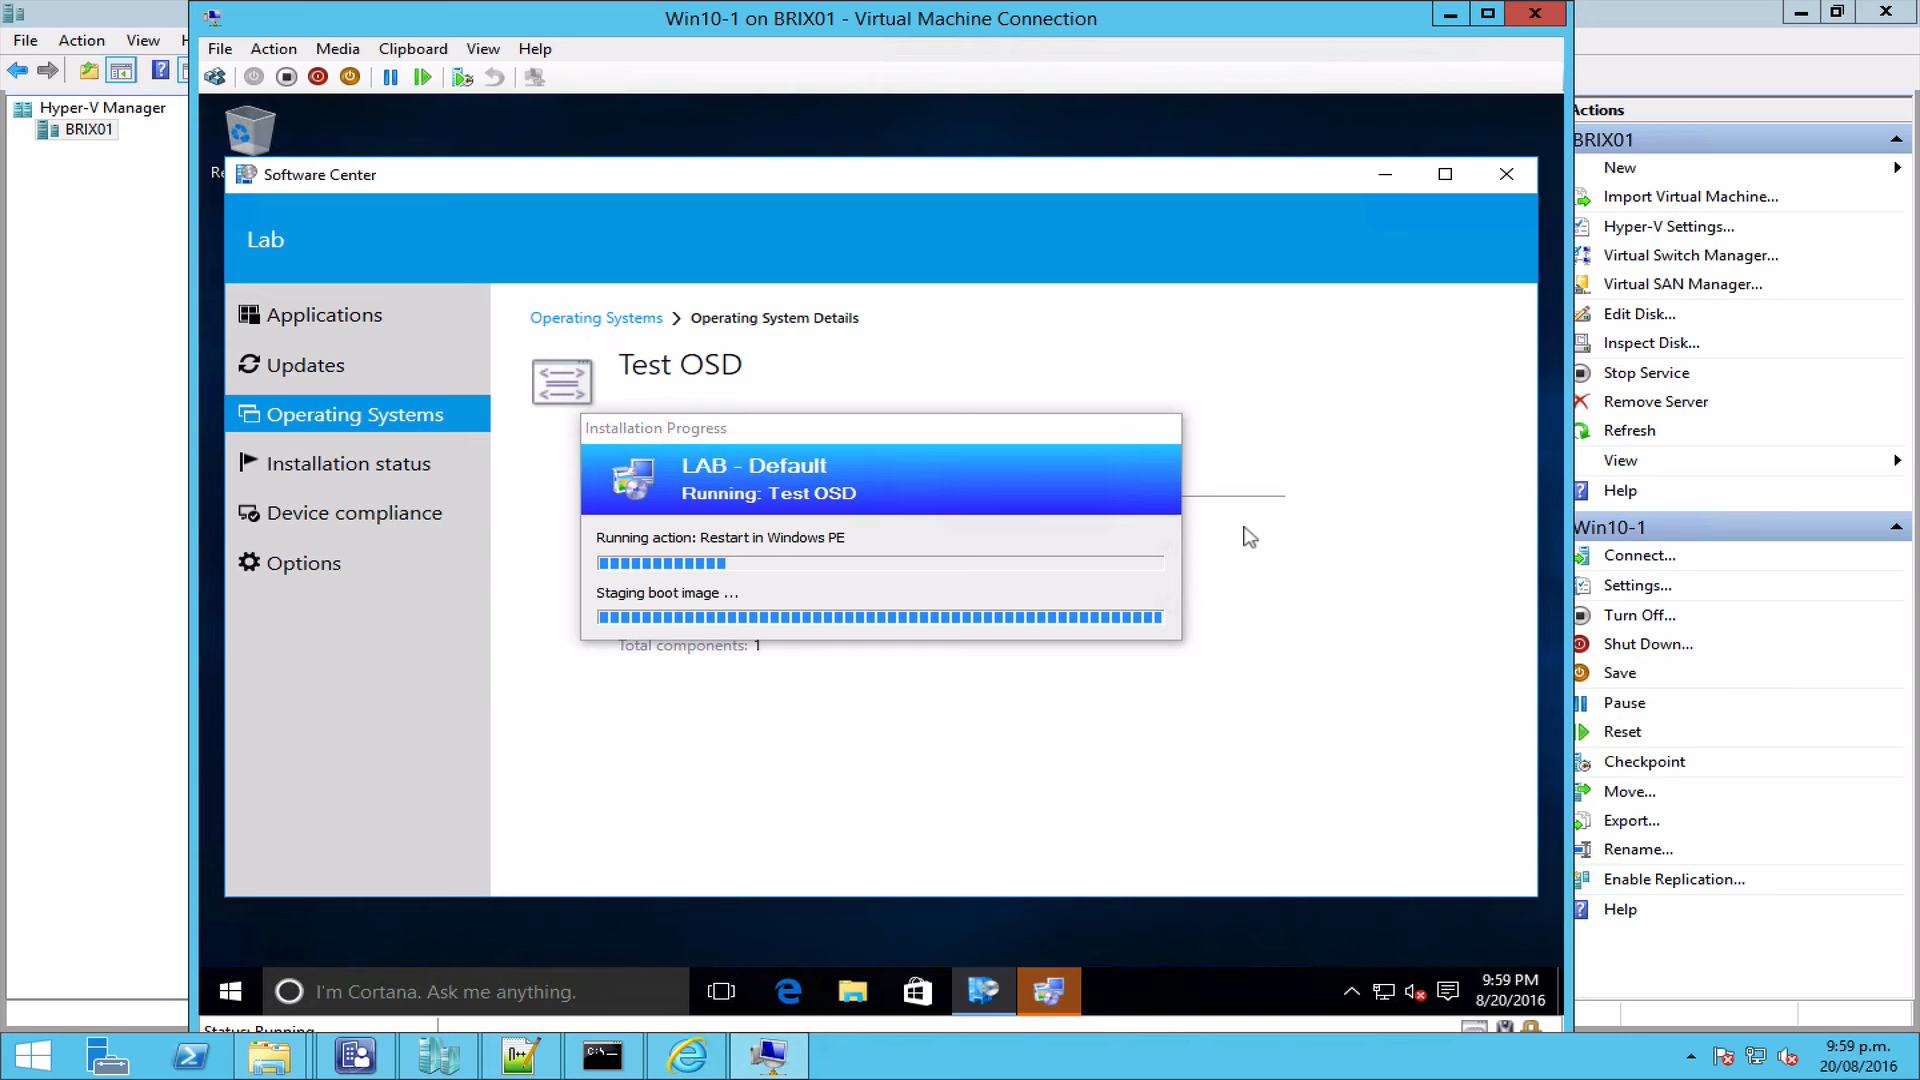 Win10-1 on BRIX01 - Virtual Machine Connection
File Action View
File Action Media Clipboard View Help
Hyper-V Manager
BRIX01
Software Center
Lab
Applications
Updates
Operating Systems
Installation status
Device compliance
Options
Operating Systems > Operating System Details
Test OSD
Installation Progress
LAB - Default
Running: Test OSD
Running action: Restart in Windows PE
Staging boot image ...
Total components: 1
I'm Cortana. Ask me anything.
9:59 PM
8/20/2016
Status: Running
Actions
BRIX01
New
Import Virtual Machine...
Hyper-V Settings...
Virtual Switch Manager...
Virtual SAN Manager...
Edit Disk...
Inspect Disk...
Stop Service
Remove Server
Refresh
View
Help
Win10-1
Connect...
Settings...
Turn Off...
Shut Down...
Save
Pause
Reset
Checkpoint
Move...
Export...
Rename...
Enable Replication...
Help
9:59 p.m.
20/08/2016